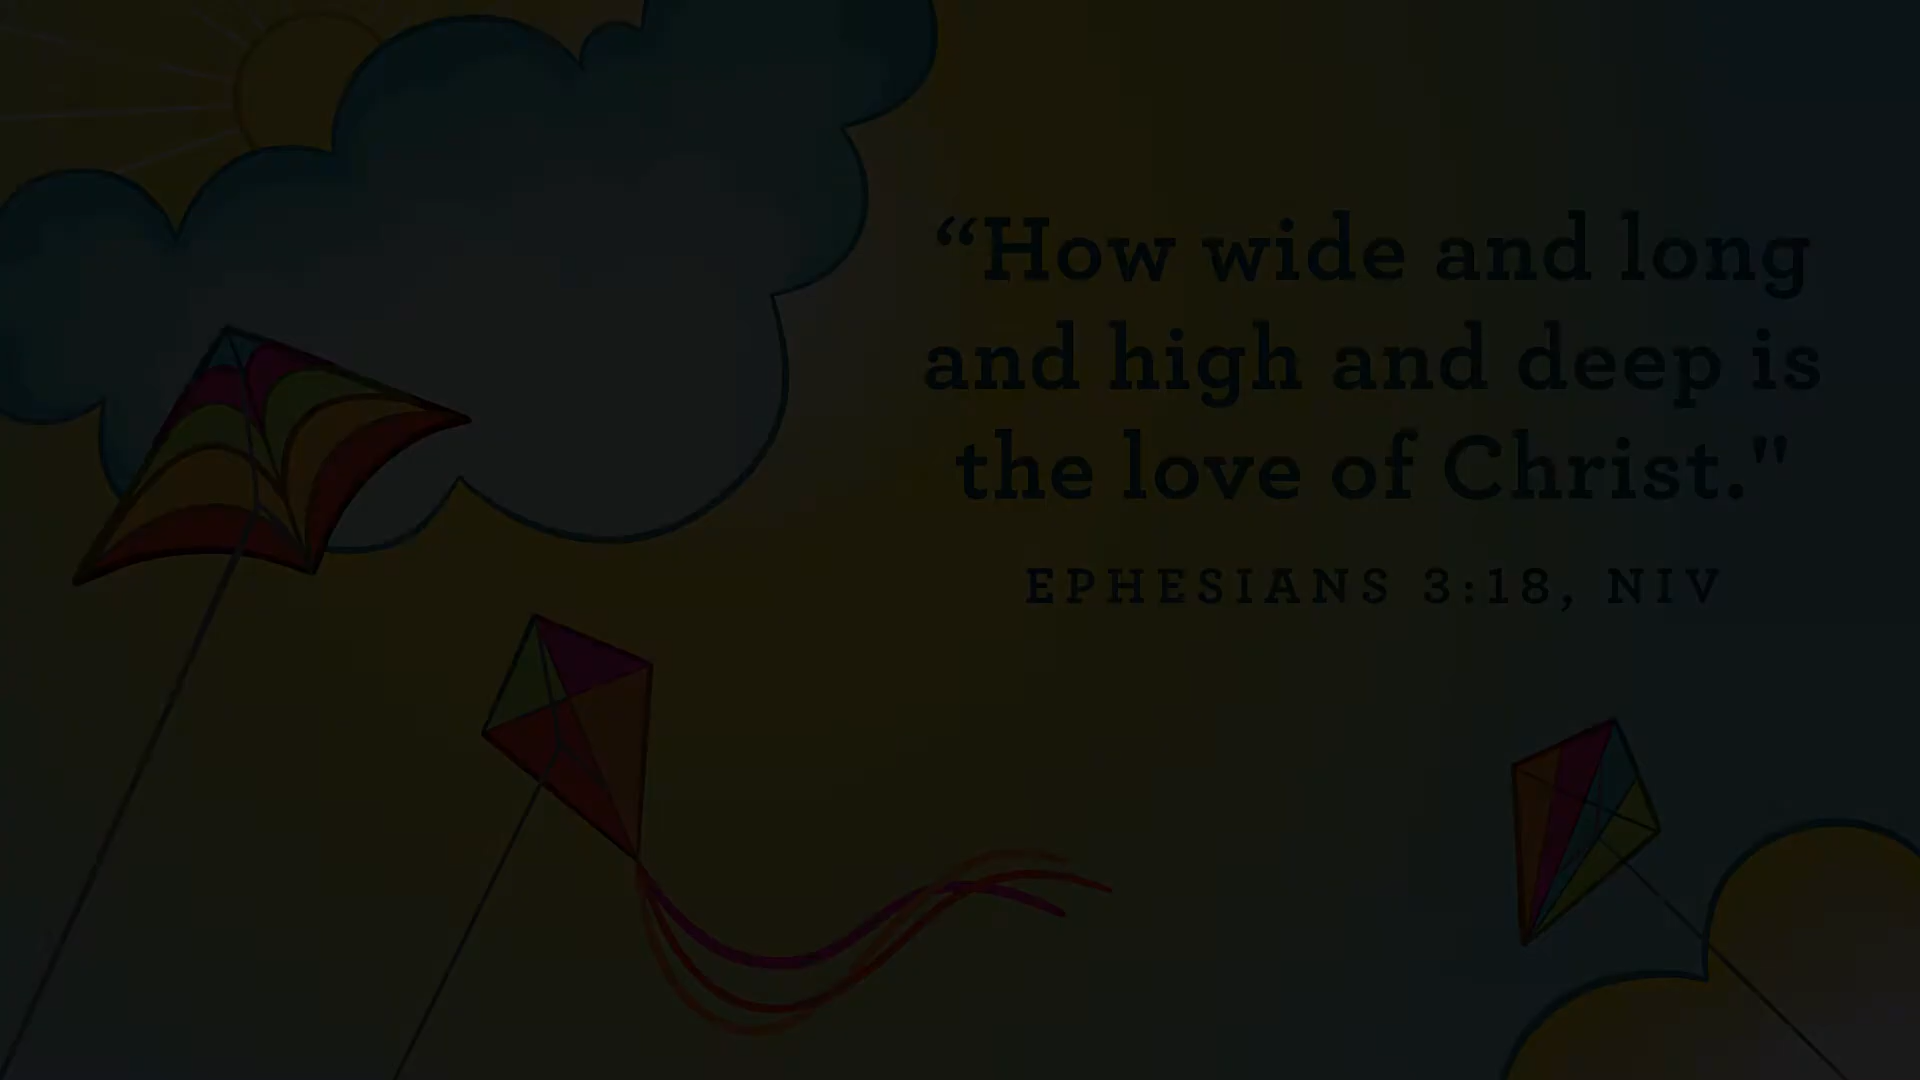 “How wide and long
and high and deep is
the love of Christ."
EPHESIANS 3:18, NIV